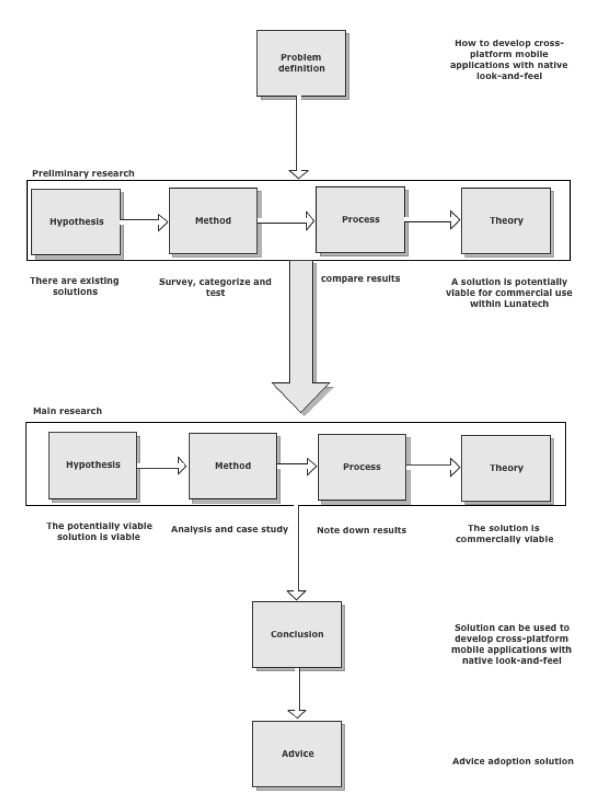 Problem
definition
How to develop cross-
platform mobile
applications with native
look-and-feel
Preliminary research
Hypothesis
Method
Process
Theory
There are existing
solutions
Survey, categorize and
test
compare results
A solution is potentially
viable for commercial use
within Lunatech
Main research
Hypothesis
Method
Process
Theory
The potentially viable
solution is viable
Analysis and case study
Note down results
The solution is
commercially viable
Conclusion
Solution can be used to
develop cross-platform
mobile applications with
native look-and-feel
Advice
Advice adoption solution